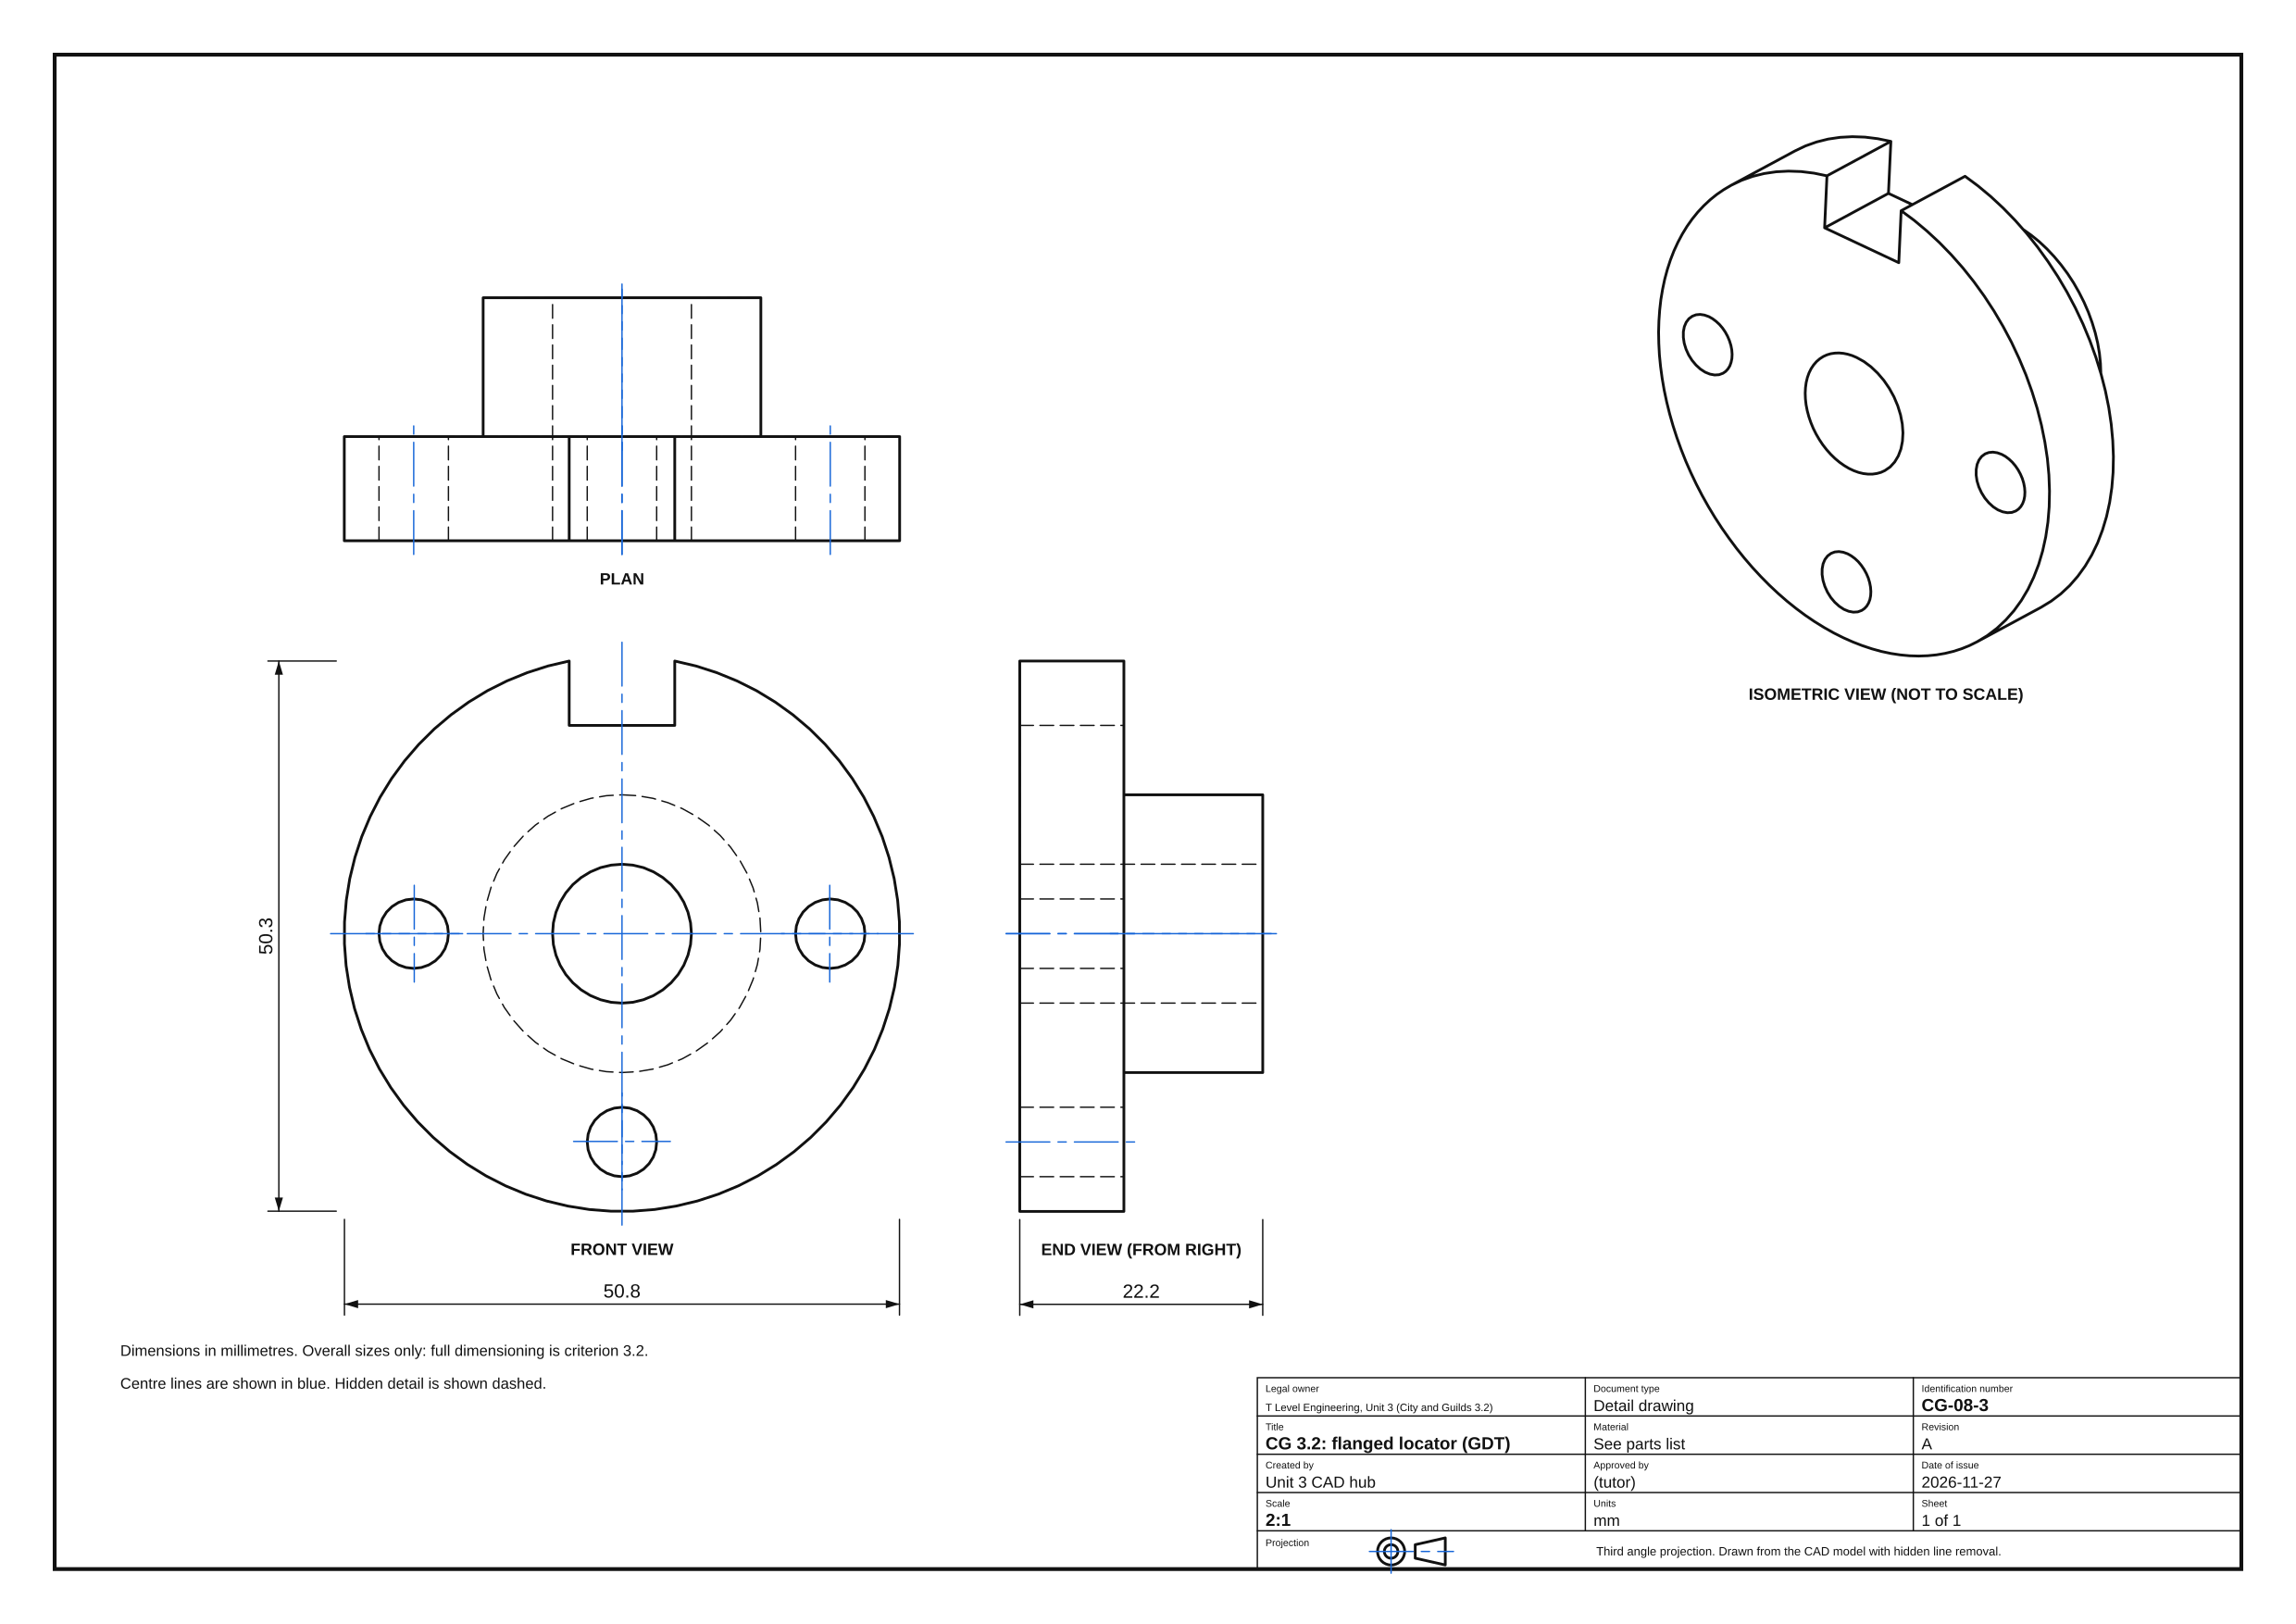 PLAN
ISOMETRIC VIEW (NOT TO SCALE)
50.3
FRONT VIEW
END VIEW (FROM RIGHT)
50.8
22.2
Dimensions in millimetres. Overall sizes only: full dimensioning is criterion 3.2.
Centre lines are shown in blue. Hidden detail is shown dashed.
Legal owner
T Level Engineering, Unit 3 (City and Guilds 3.2)
Document type
Detail drawing
Identification number
CG-08-3
Title
CG 3.2: flanged locator (GDT)
Material
See parts list
Revision
A
Created by
Unit 3 CAD hub
Approved by
(tutor)
Date of issue
2026-11-27
Scale
2:1
Units
mm
Sheet
1 of 1
Projection
Third angle projection. Drawn from the CAD model with hidden line removal.